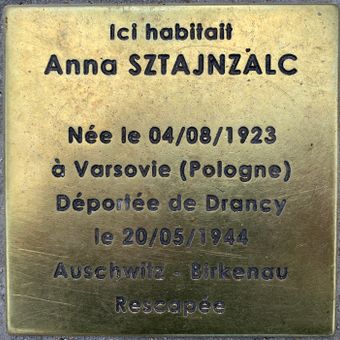 Ici habitait
Anna SZTAJNZALC
Née le 04/08/1923
à Varsovie (Pologne)
Déportée de Drancy
le 20/05/1944
Auschwitz - Birkenau
Rescapée